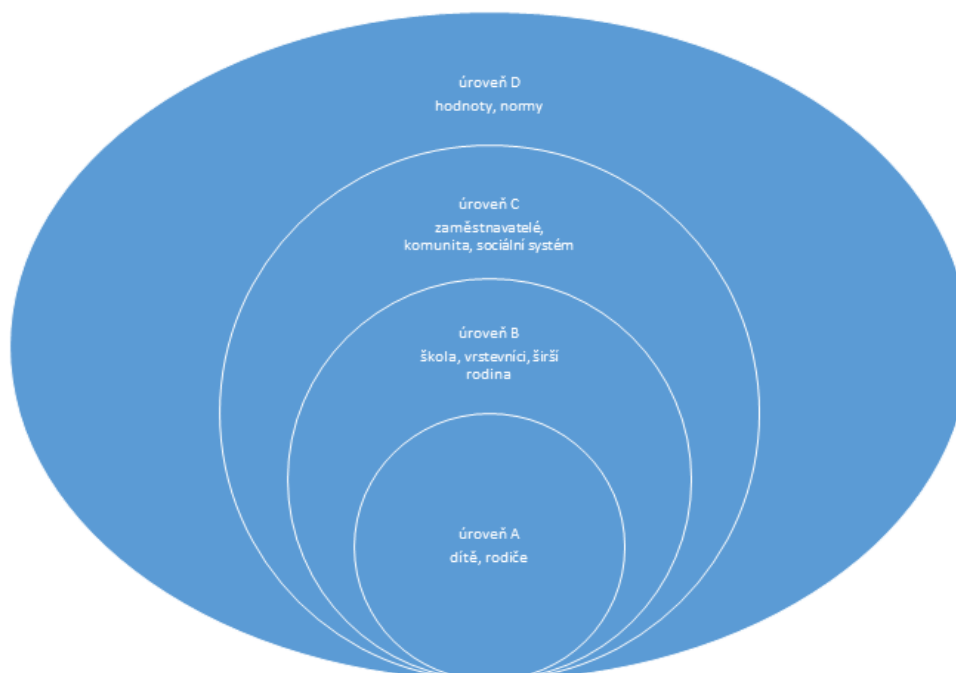 úroveň D
hodnoty, normy
úroveň C
zaměstnavatelé,
komunita, sociální systém
úroveň B
škola, vrstevníci, širší
rodina
úroveň A
dítě, rodiče